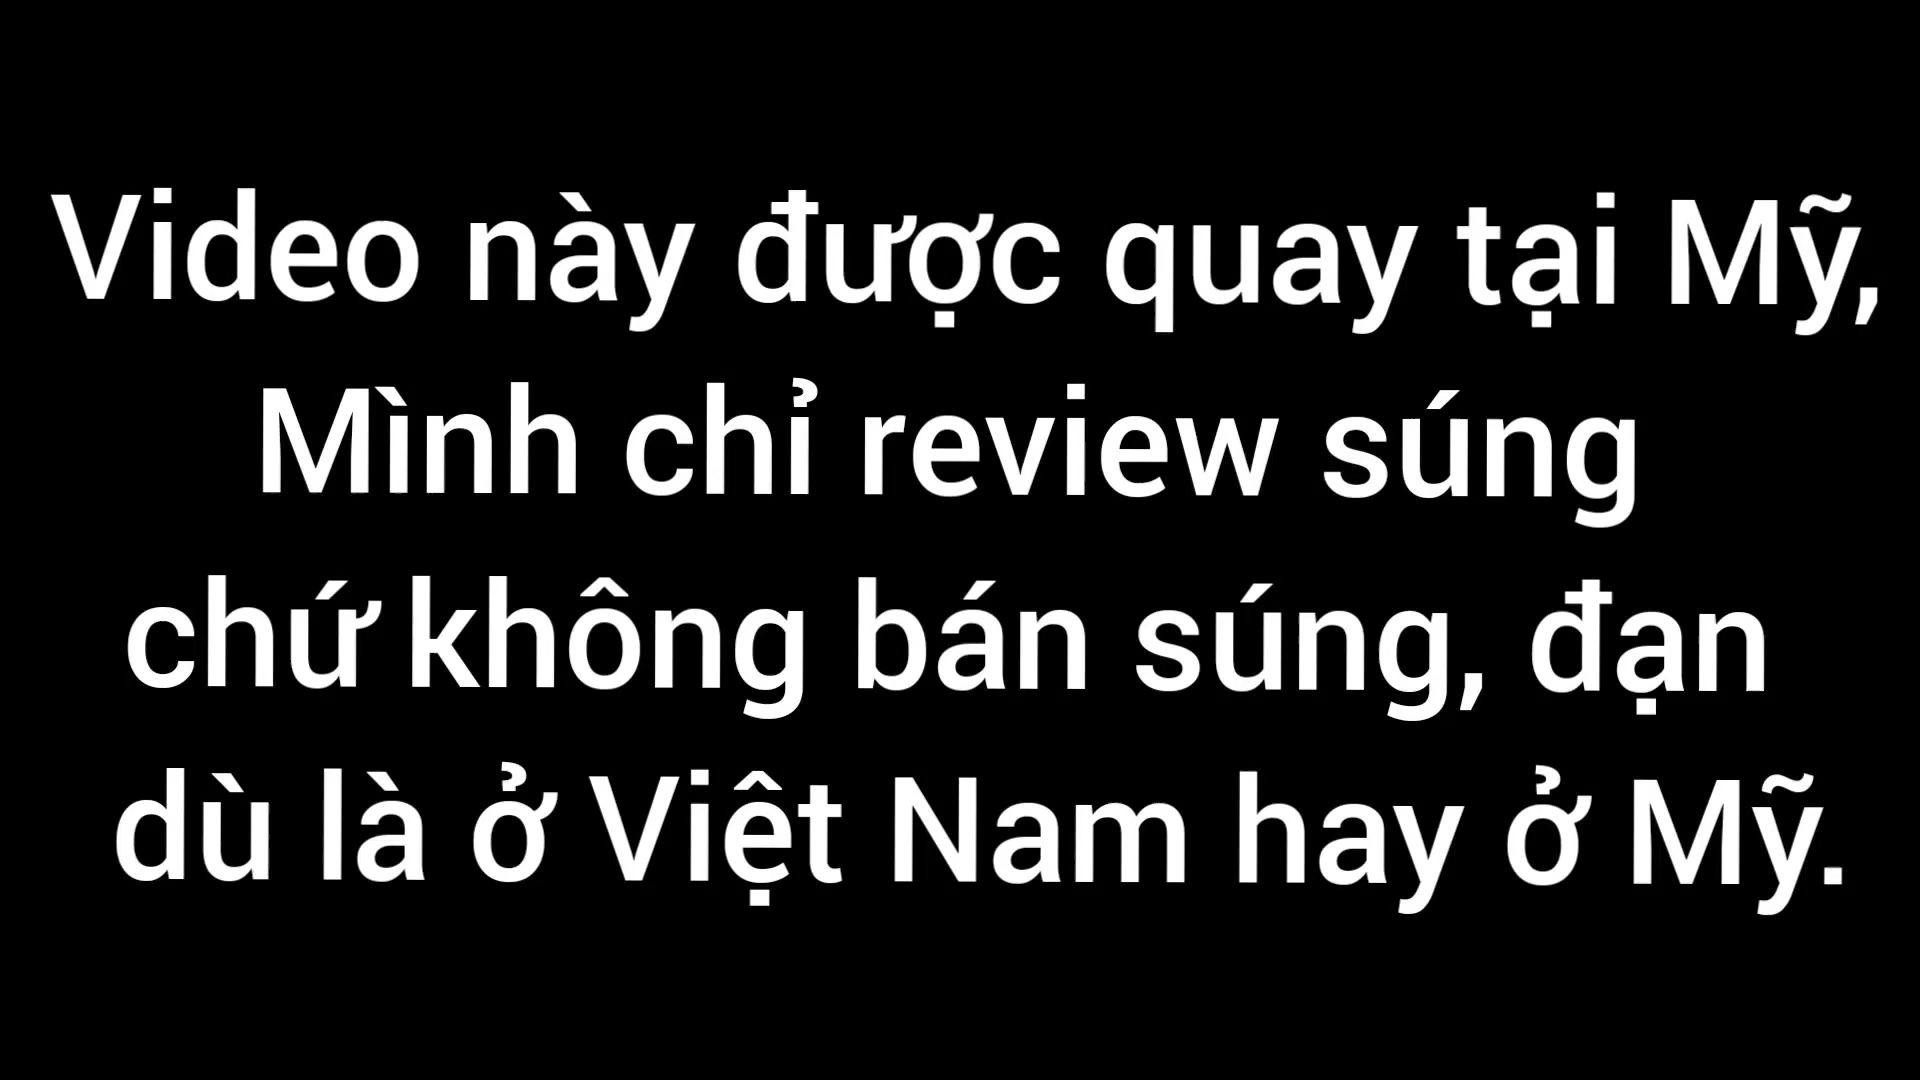 Video này được quay tại Mỹ,
Mình chỉ review súng
chứ không bán súng, đạn
dù là ở Việt Nam hay ở Mỹ.